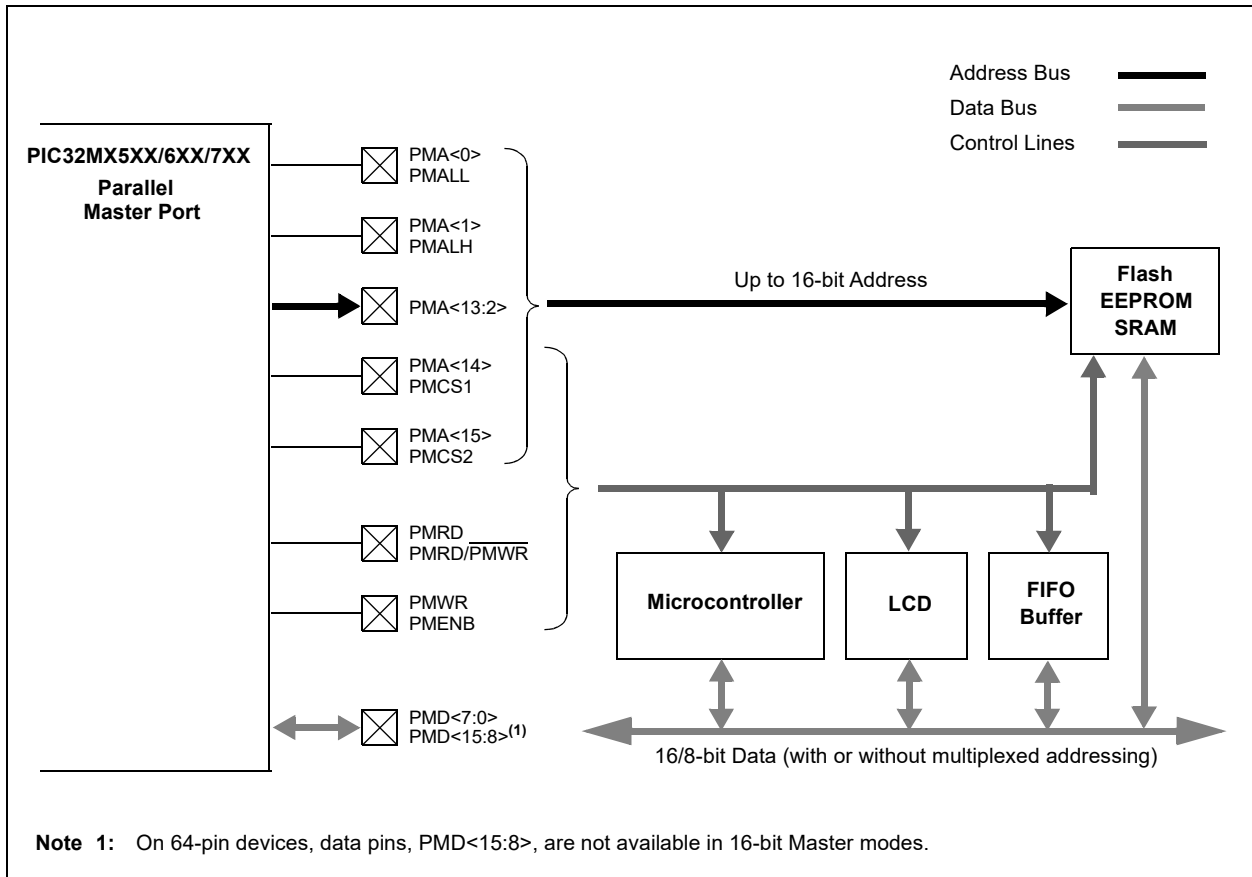 Address Bus
Data Bus
Control Lines
PIC32MX5XX/6XX/7XX
Parallel
Master Port
PMA<0>
PMALL
PMA<1>
PMALH
PMA<13:2>
PMA<14>
PMCS1
PMA<15>
PMCS2
PMRD
PMRD/PMWR
PMWR
PMENB
PMD<7:0>
PMD<15:8>(1)
Up to 16-bit Address
Flash
EEPROM
SRAM
Microcontroller
LCD
FIFO
Buffer
16/8-bit Data (with or without multiplexed addressing)
Note 1: On 64-pin devices, data pins, PMD<15:8>, are not available in 16-bit Master modes.